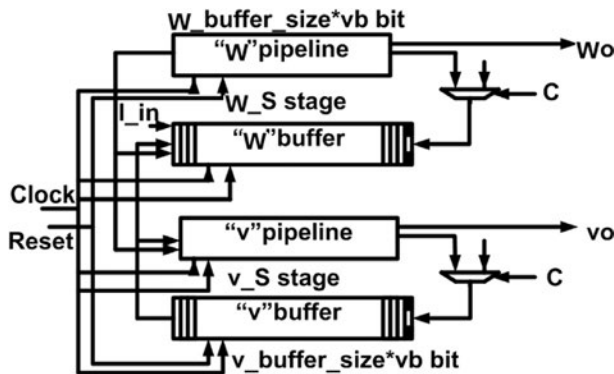 W_buffer_size*vb bit
"W"pipeline
Wo
W_S stage
C
I_in
"W"buffer
Clock
Reset
"v"pipeline
vo
v_S stage
C
"v"buffer
v_buffer_size*vb bit